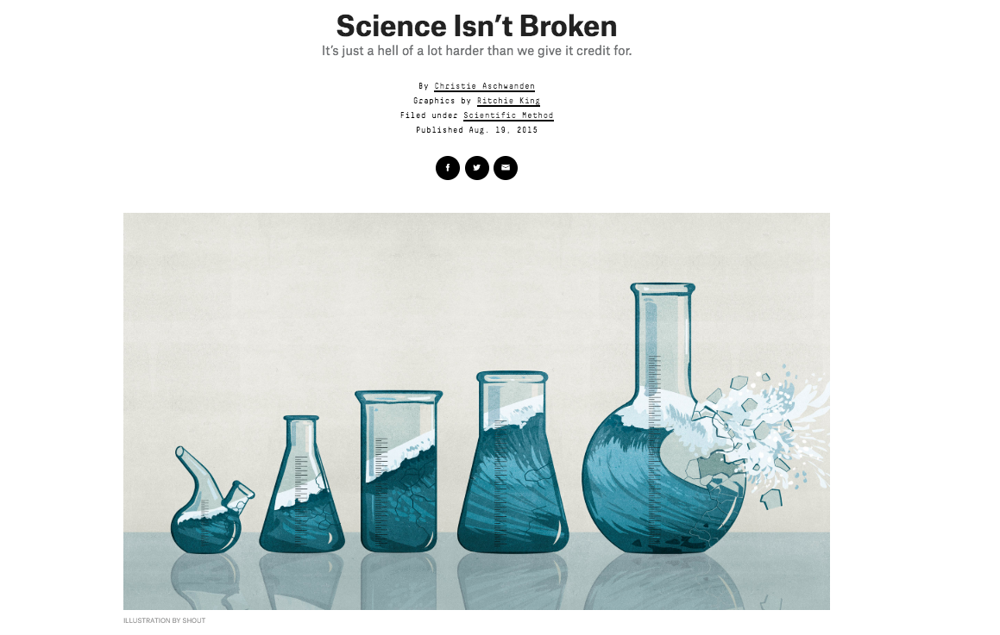 Science Isn’t Broken
It’s just a hell of a lot harder than we give it credit for.
By Christie Aschwanden
Graphics by Ritchie King
Filed under Scientific Method
Published Aug. 19, 2015
ILLUSTRATION BY SHOUT